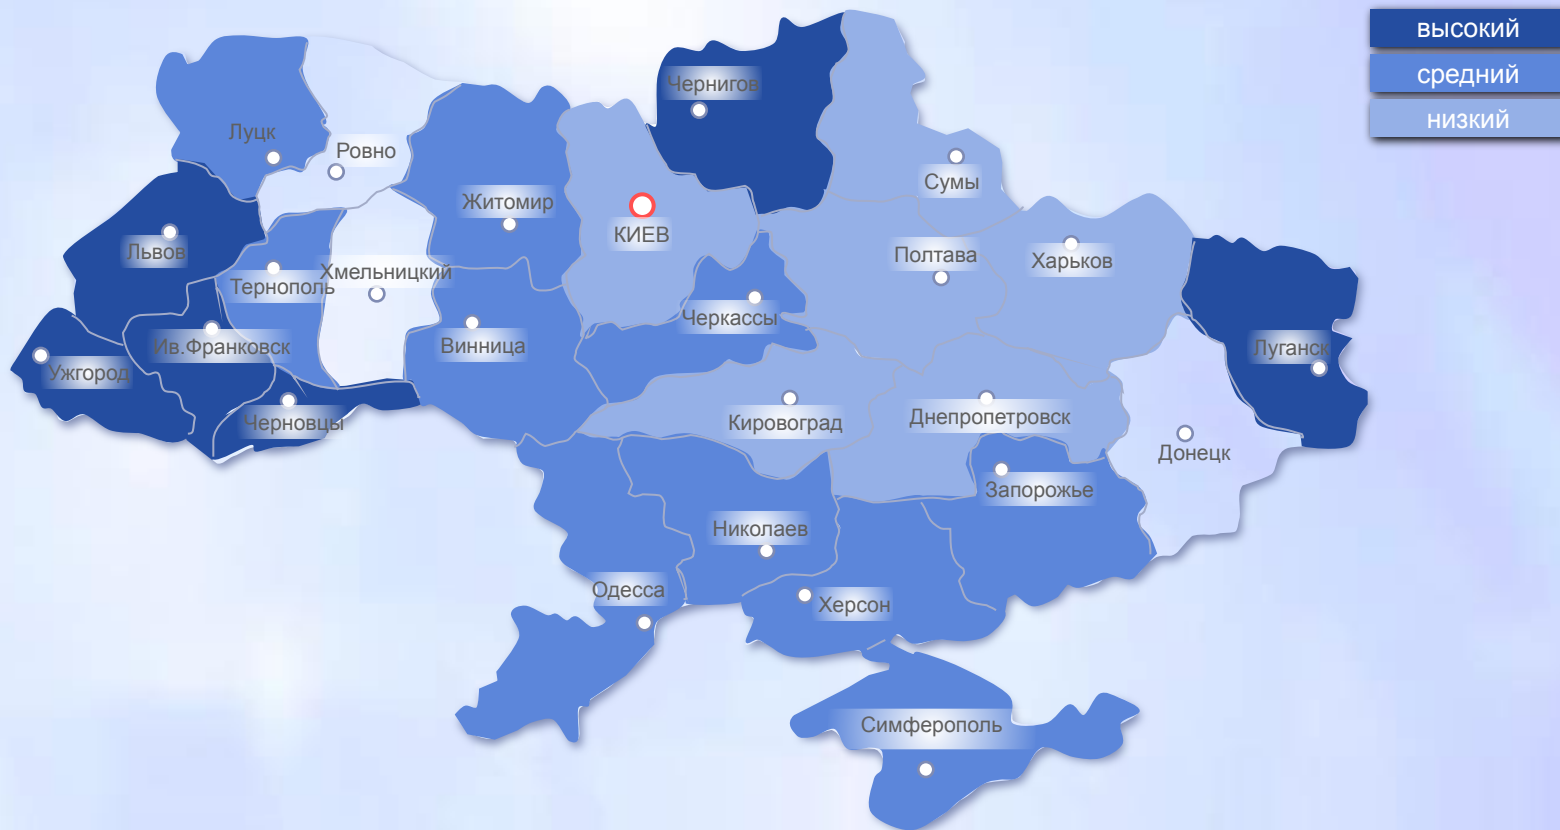 высокий
средний
низкий
Чернигов
Луцк
Ровно
Сумы
Житомир
КИЕВ
Львов
Полтава
Харьков
Хмельницкий
Тернополь
Черкассы
Винница
Ив.Франковск
Луганск
Ужгород
Черновцы
Кировоград
Днепропетровск
Донецк
Запорожье
Николаев
Одесса
Херсон
Симферополь